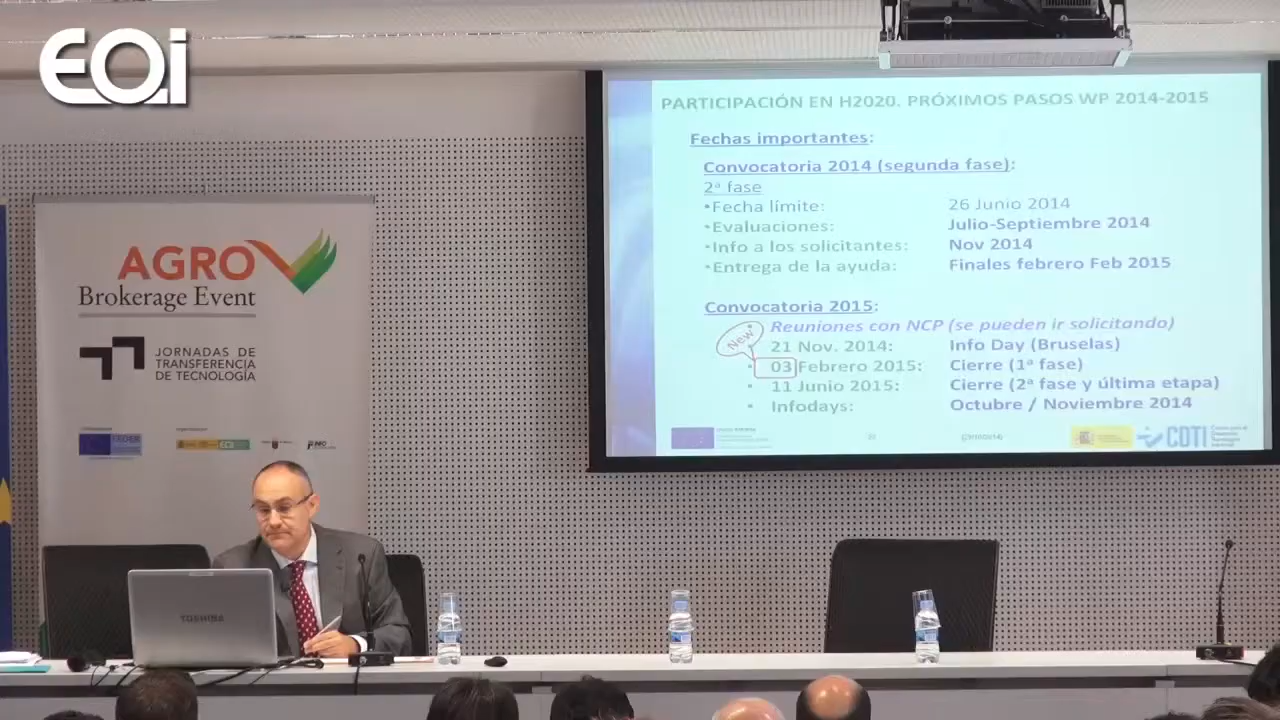 EOi
PARTICIPACIÓN EN H2020. PRÓXIMOS PASOS WP 2014-2015
Fechas importantes:
Convocatoria 2014 (segunda fase):
2ª fase
•Fecha límite: 26 Junio 2014
•Evaluaciones: Julio-Septiembre 2014
•Info a los solicitantes: Nov 2014
•Entrega de la ayuda: Finales febrero Feb 2015
Convocatoria 2015:
Reuniones con NCP (se pueden ir solicitando)
New
21 Nov. 2014: Info Day (Bruselas)
• 03 Febrero 2015: Cierre (1ª fase)
• 11 Junio 2015: Cierre (2ª fase y última etapa)
• Infodays: Octubre / Noviembre 2014
CDTI
AGRO
Brokerage Event
JORNADAS DE
TRANSFERENCIA
DE TECNOLOGÍA
FEDER
EOI
TOSHIBA